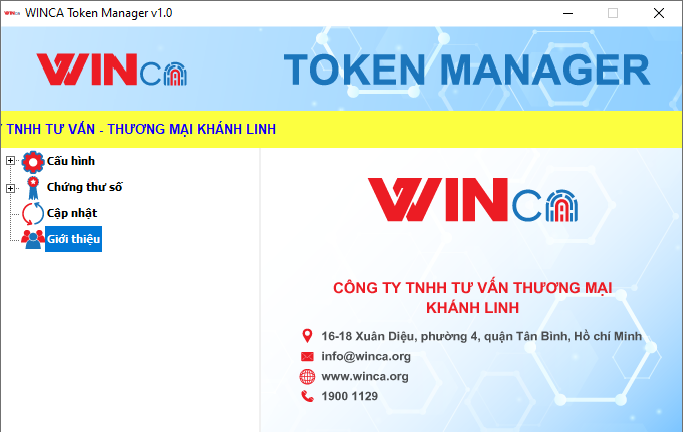 WINCA Token Manager v1.0
WINCA
TOKEN MANAGER
TNHH TƯ VẤN - THƯƠNG MẠI KHÁNH LINH
Cấu hình
Chứng thư số
Cập nhật
Giới thiệu
WINCA
CÔNG TY TNHH TƯ VẤN THƯƠNG MẠI
KHÁNH LINH
16-18 Xuân Diệu, phường 4, quận Tân Bình, Hồ chí Minh
info@winca.org
www.winca.org
1900 1129